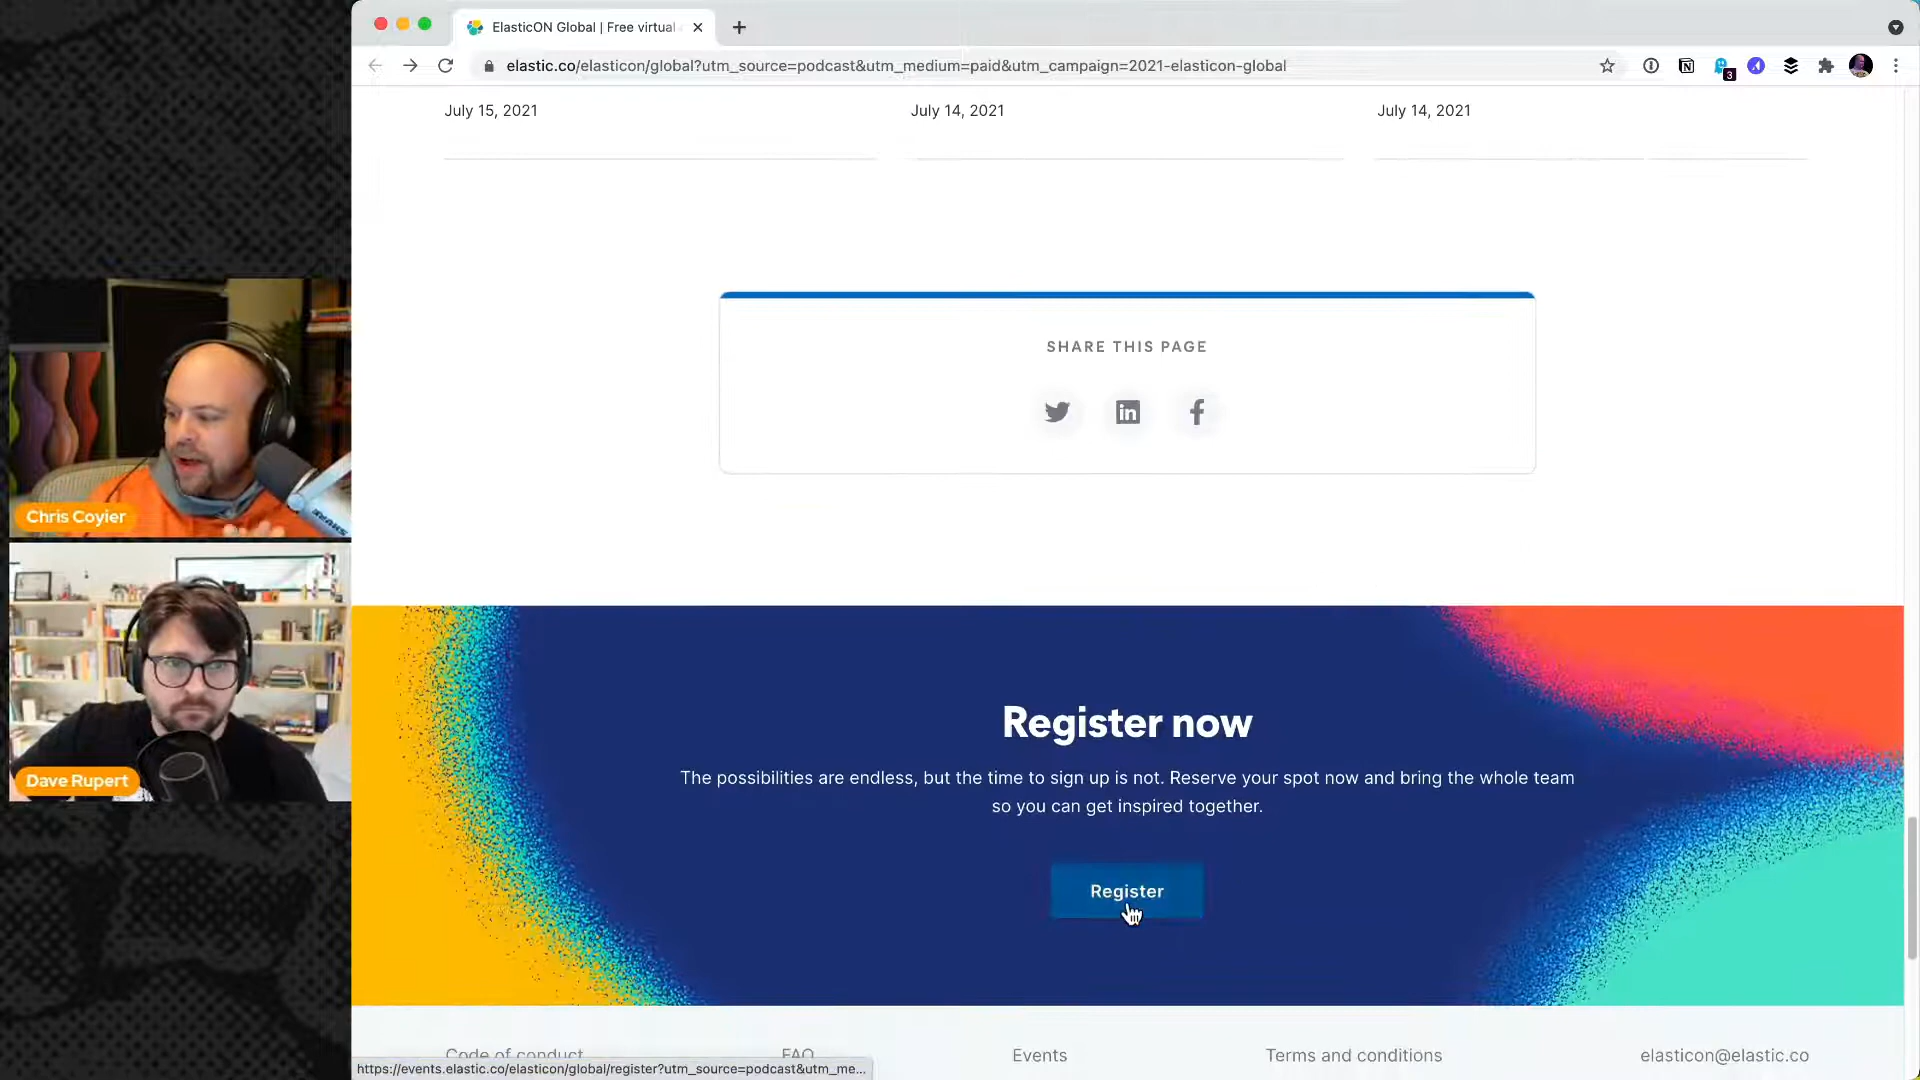 ElasticON Global | Free virtual
elastic.co/elasticon/global?utm_source=podcast&utm_medium=paid&utm_campaign=2021-elasticon-global
3
July 15, 2021
July 14, 2021
July 14, 2021
SHARE THIS PAGE
in
f
Chris Coyier
Dave Rupert
Register now
The possibilities are endless, but the time to sign up is not. Reserve your spot now and bring the whole team
so you can get inspired together.
Register
Code of conduct
FAQ
Events
Terms and conditions
elasticon@elastic.co
https://events.elastic.co/elasticon/global/register?utm_source=podcast&utm_me...